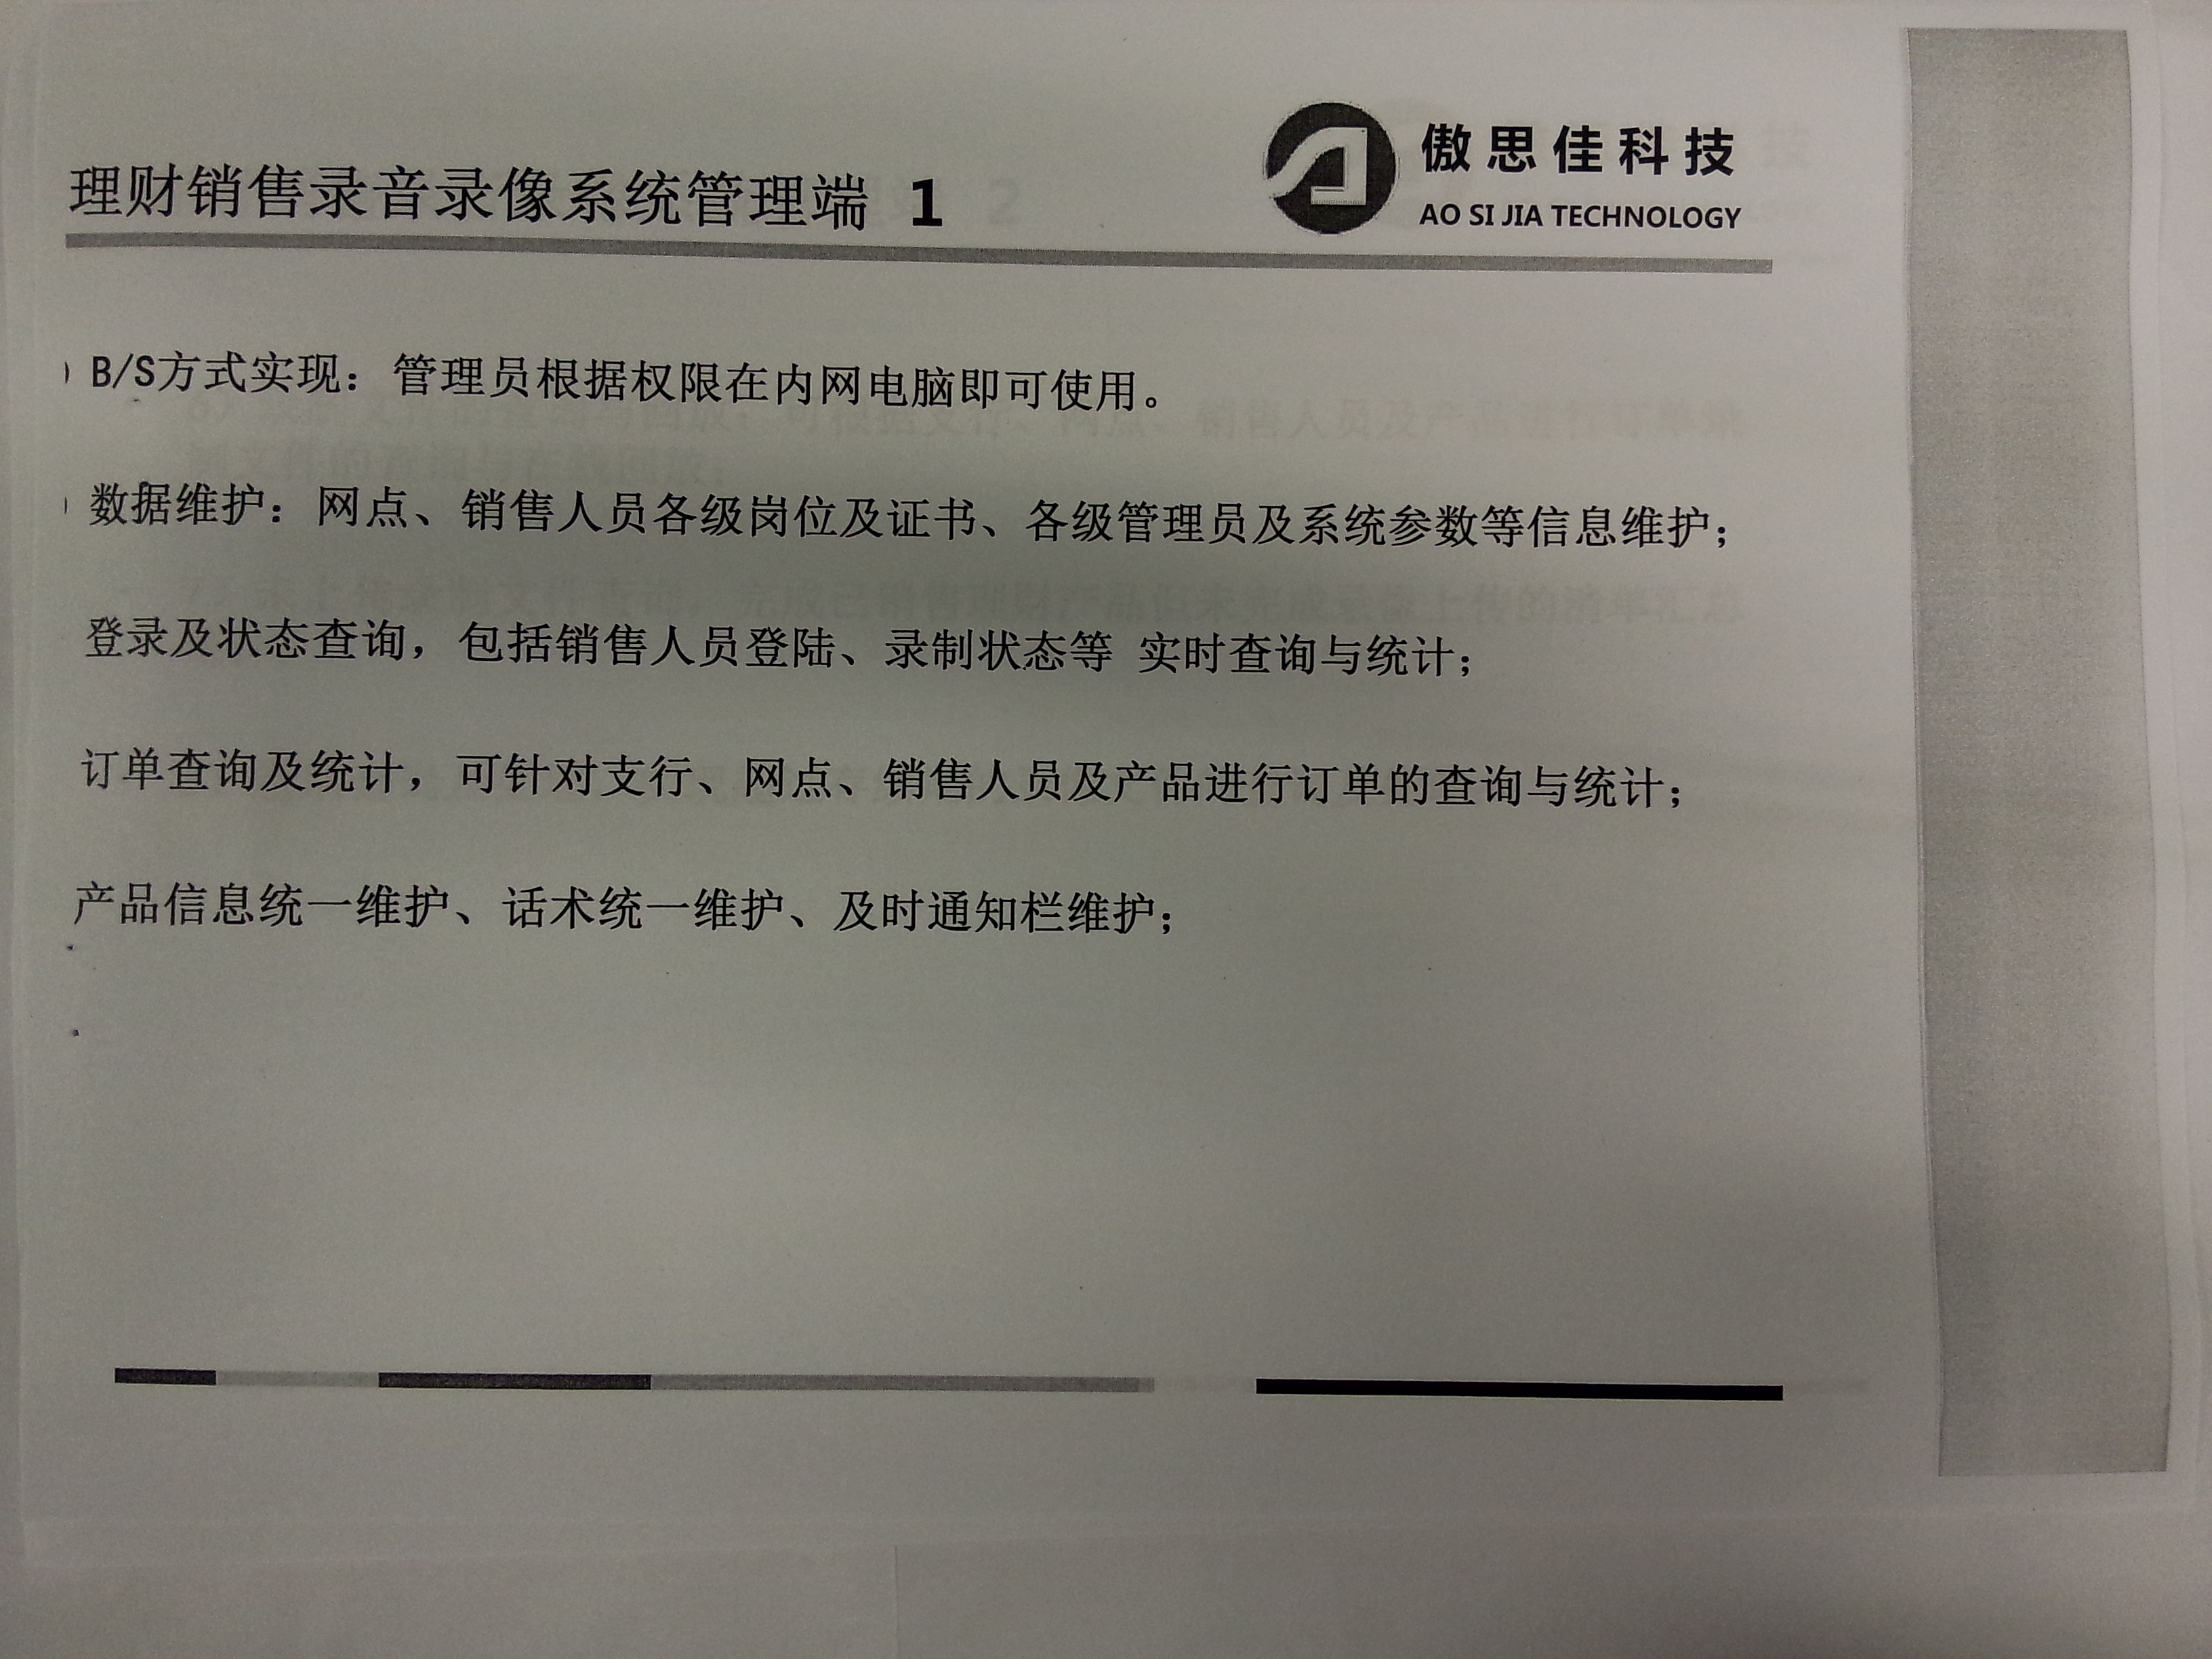 傲思佳科技
AO SI JIA TECHNOLOGY
理财销售录音录像系统管理端 1
) B/S方式实现：管理员根据权限在内网电脑即可使用。
) 数据维护：网点、销售人员各级岗位及证书、各级管理员及系统参数等信息维护；
登录及状态查询，包括销售人员登陆、录制状态等 实时查询与统计；
订单查询及统计，可针对支行、网点、销售人员及产品进行订单的查询与统计；
产品信息统一维护、话术统一维护、及时通知栏维护；